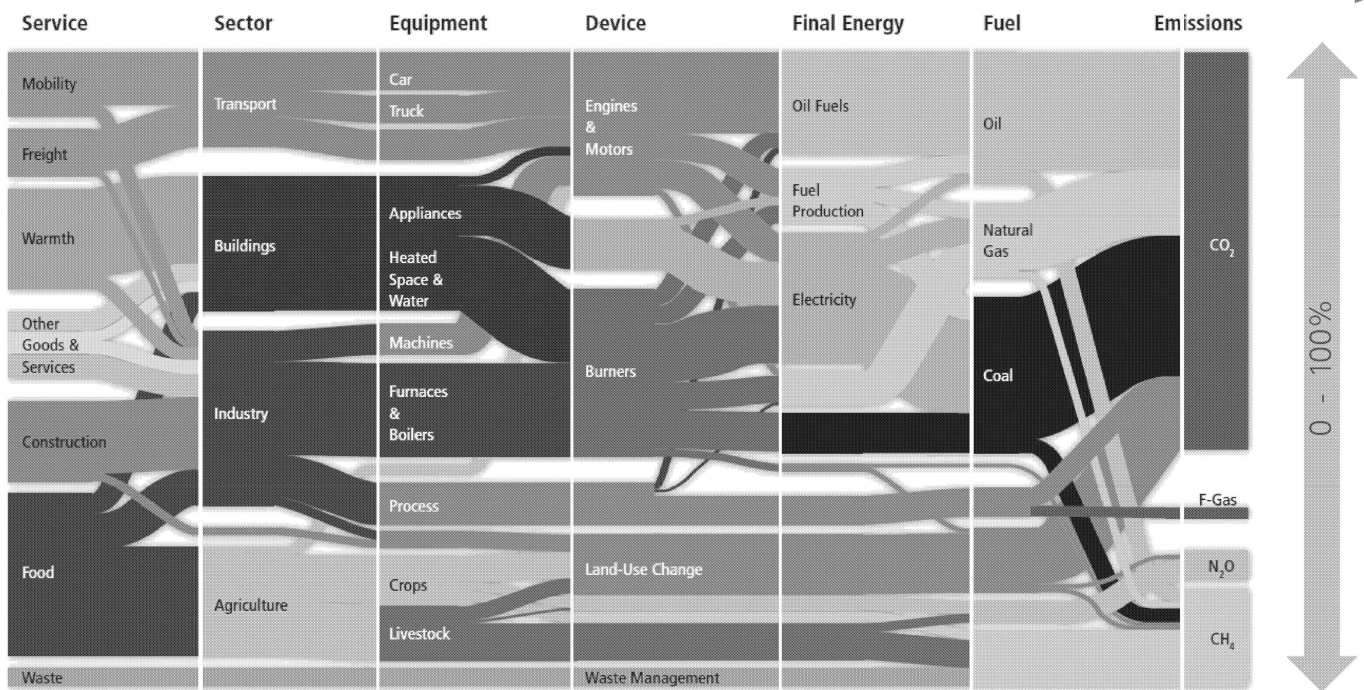 Service
Sector
Equipment
Device
Final Energy
Fuel
Emissions
Mobility
Freight
Warmth
Other
Goods &
Services
Construction
Food
Waste
Transport
Buildings
Industry
Agriculture
Car
Truck
Appliances
Heated
Space &
Water
Machines
Furnaces
&
Boilers
Process
Crops
Livestock
Engines
&
Motors
Burners
Land-Use Change
Waste Management
Oil Fuels
Fuel
Production
Electricity
Oil
Natural
Gas
Coal
CO₂
F-Gas
N₂O
CH₄
0 - 100%